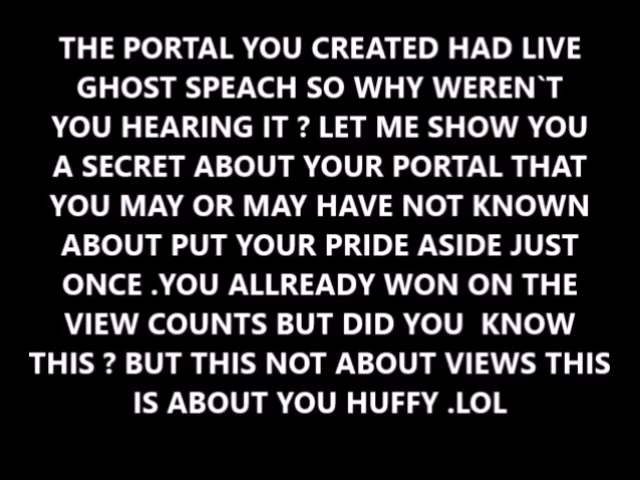 THE PORTAL YOU CREATED HAD LIVE
GHOST SPEACH SO WHY WEREN`T
YOU HEARING IT ? LET ME SHOW YOU
A SECRET ABOUT YOUR PORTAL THAT
YOU MAY OR MAY HAVE NOT KNOWN
ABOUT PUT YOUR PRIDE ASIDE JUST
ONCE .YOU ALLREADY WON ON THE
VIEW COUNTS BUT DID YOU  KNOW
THIS ? BUT THIS NOT ABOUT VIEWS THIS
IS ABOUT YOU HUFFY .LOL